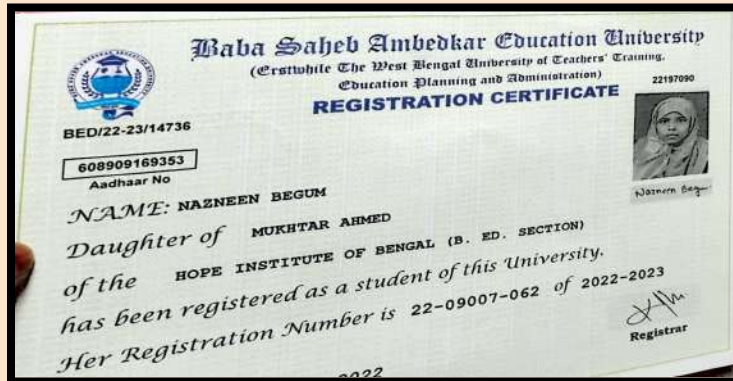 Baba Saheb Ambedkar Education University
(Erstwhile The West Bengal University of Teachers' Training,
Education Planning and Administration)
REGISTRATION CERTIFICATE
22197090
BED/22-23/14736
608909169353
Aadhaar No
Nazneen Begum
NAME: NAZNEEN BEGUM
Daughter of MUKHTAR AHMED
of the HOPE INSTITUTE OF BENGAL (B. ED. SECTION)
has been registered as a student of this University.
Her Registration Number is 22-09007-062 of 2022-2023
Registrar
2022